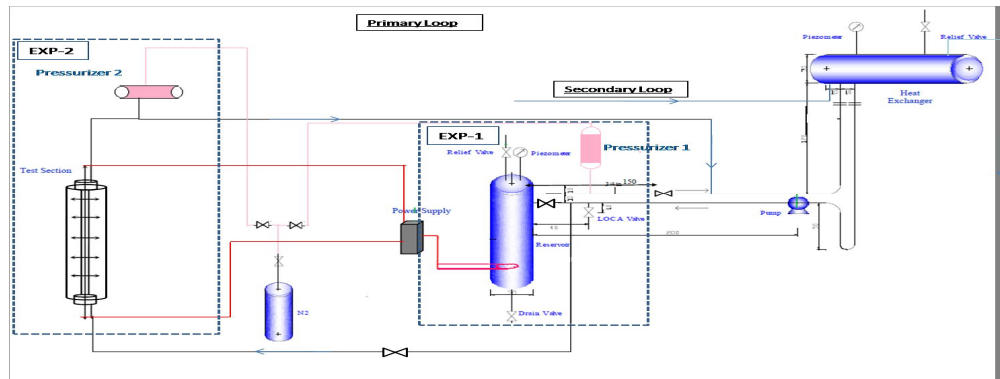 Primary Loop
EXP-2
Pressurizer 2
Piezometer
Relief Valve
Heat
Exchanger
Secondary Loop
EXP-1
Relief Valve
Piezometer
Pressurizer 1
Test Section
150
Power Supply
LOCA Valve
Pump
Reservoir
N2
Drain Valve